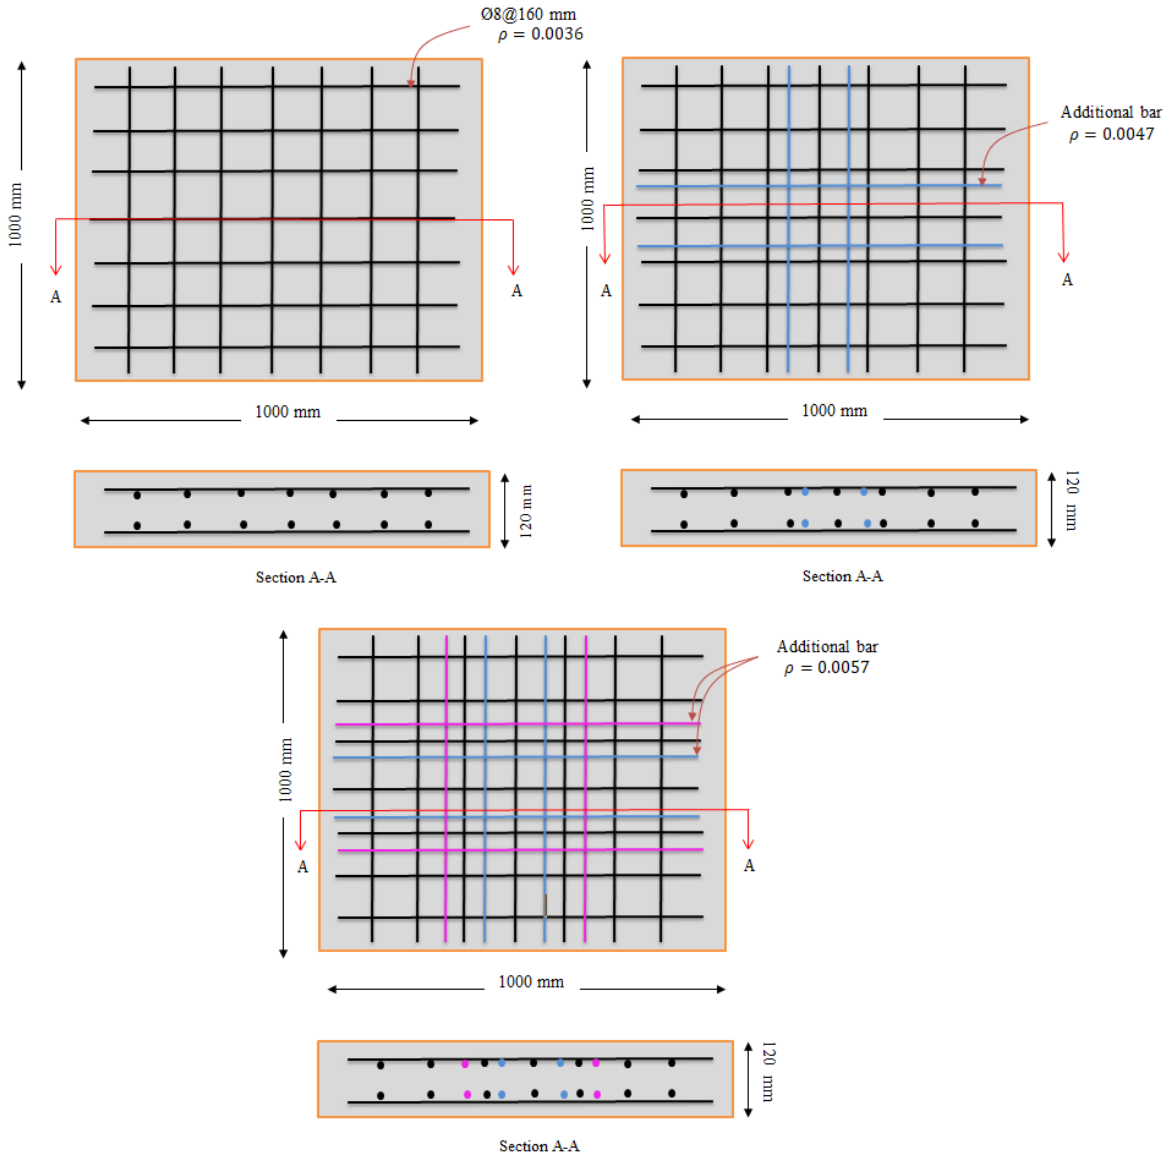 Ø8@160 mm
ρ = 0.0036
1000 mm
A
A
1000 mm
120 mm
Section A-A
Additional bar
ρ = 0.0047
1000 mm
A
A
1000 mm
120 mm
Section A-A
Additional bar
ρ = 0.0057
1000 mm
A
A
1000 mm
120 mm
Section A-A